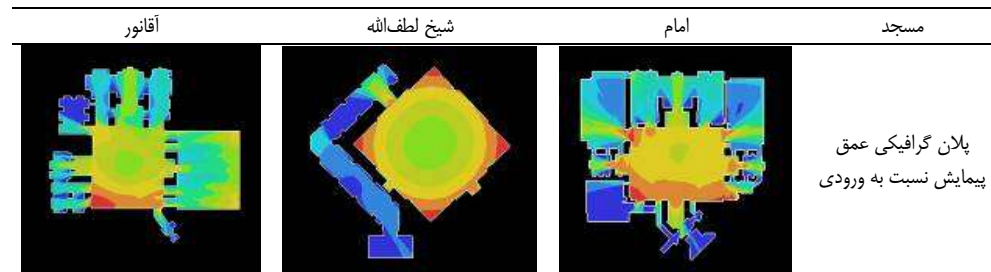 مسجد	امام	شیخ لطف‌الله	آقانور
پلان گرافیکی عمق
پیمایش نسبت به ورودی